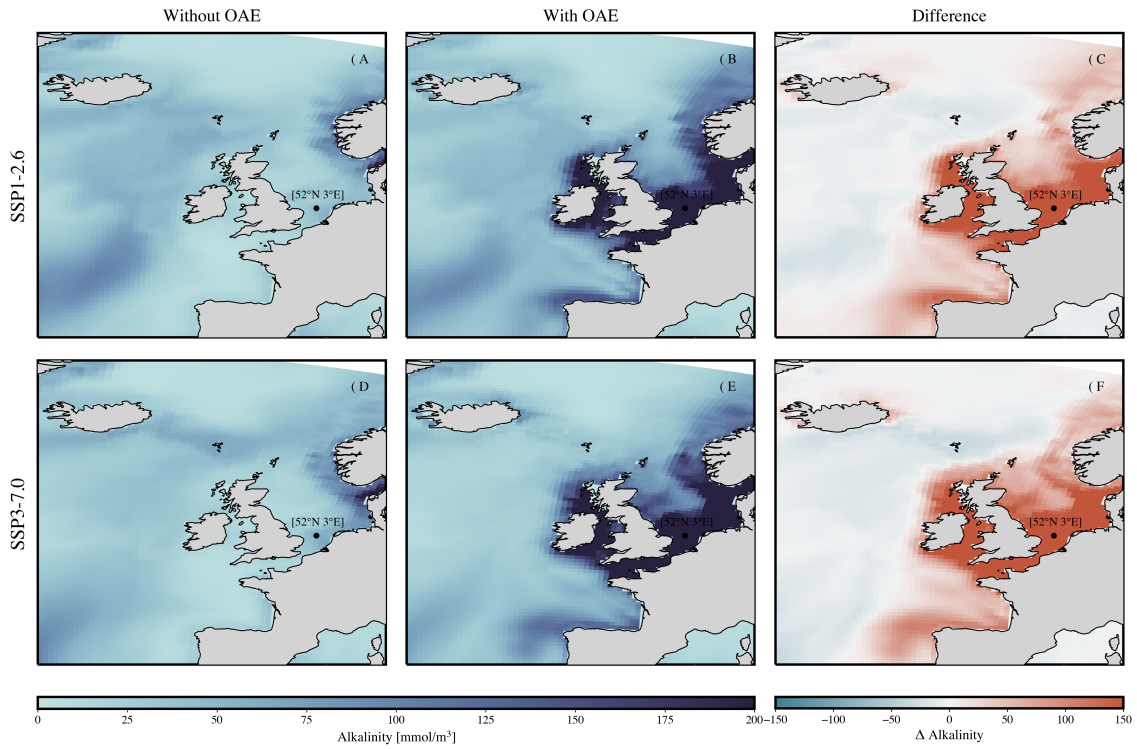 Without OAE
With OAE
Difference
SSP1-2.6
( A
( B
( C
[52°N 3°E]
[52°N 3°E]
[52°N 3°E]
SSP3-7.0
( D
( E
( F
[52°N 3°E]
[52°N 3°E]
[52°N 3°E]
0 25 50 75 100 125 150 175 200
Alkalinity [mmol/m³]
−150 −100 −50 0 50 100 150
Δ Alkalinity